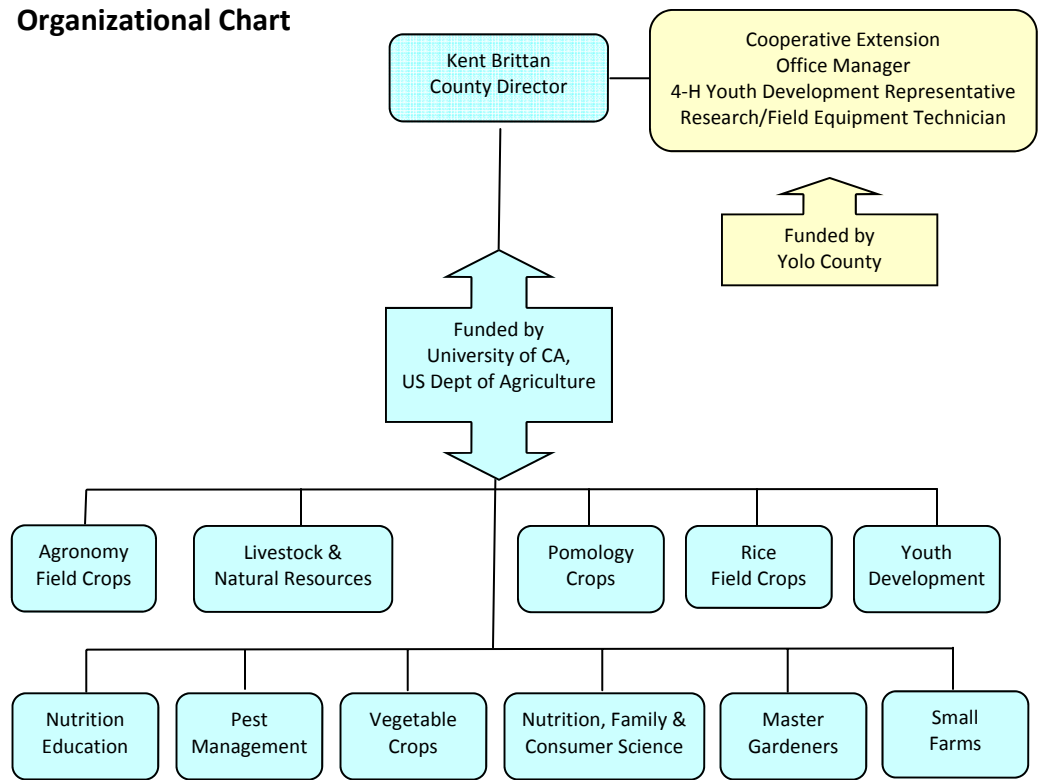 Organizational Chart
Kent Brittan
County Director
Cooperative Extension
Office Manager
4-H Youth Development Representative
Research/Field Equipment Technician
Funded by
Yolo County
Funded by
University of CA,
US Dept of Agriculture
Agronomy
Field Crops
Livestock &
Natural Resources
Pomology
Crops
Rice
Field Crops
Youth
Development
Nutrition
Education
Pest
Management
Vegetable
Crops
Nutrition, Family &
Consumer Science
Master
Gardeners
Small
Farms